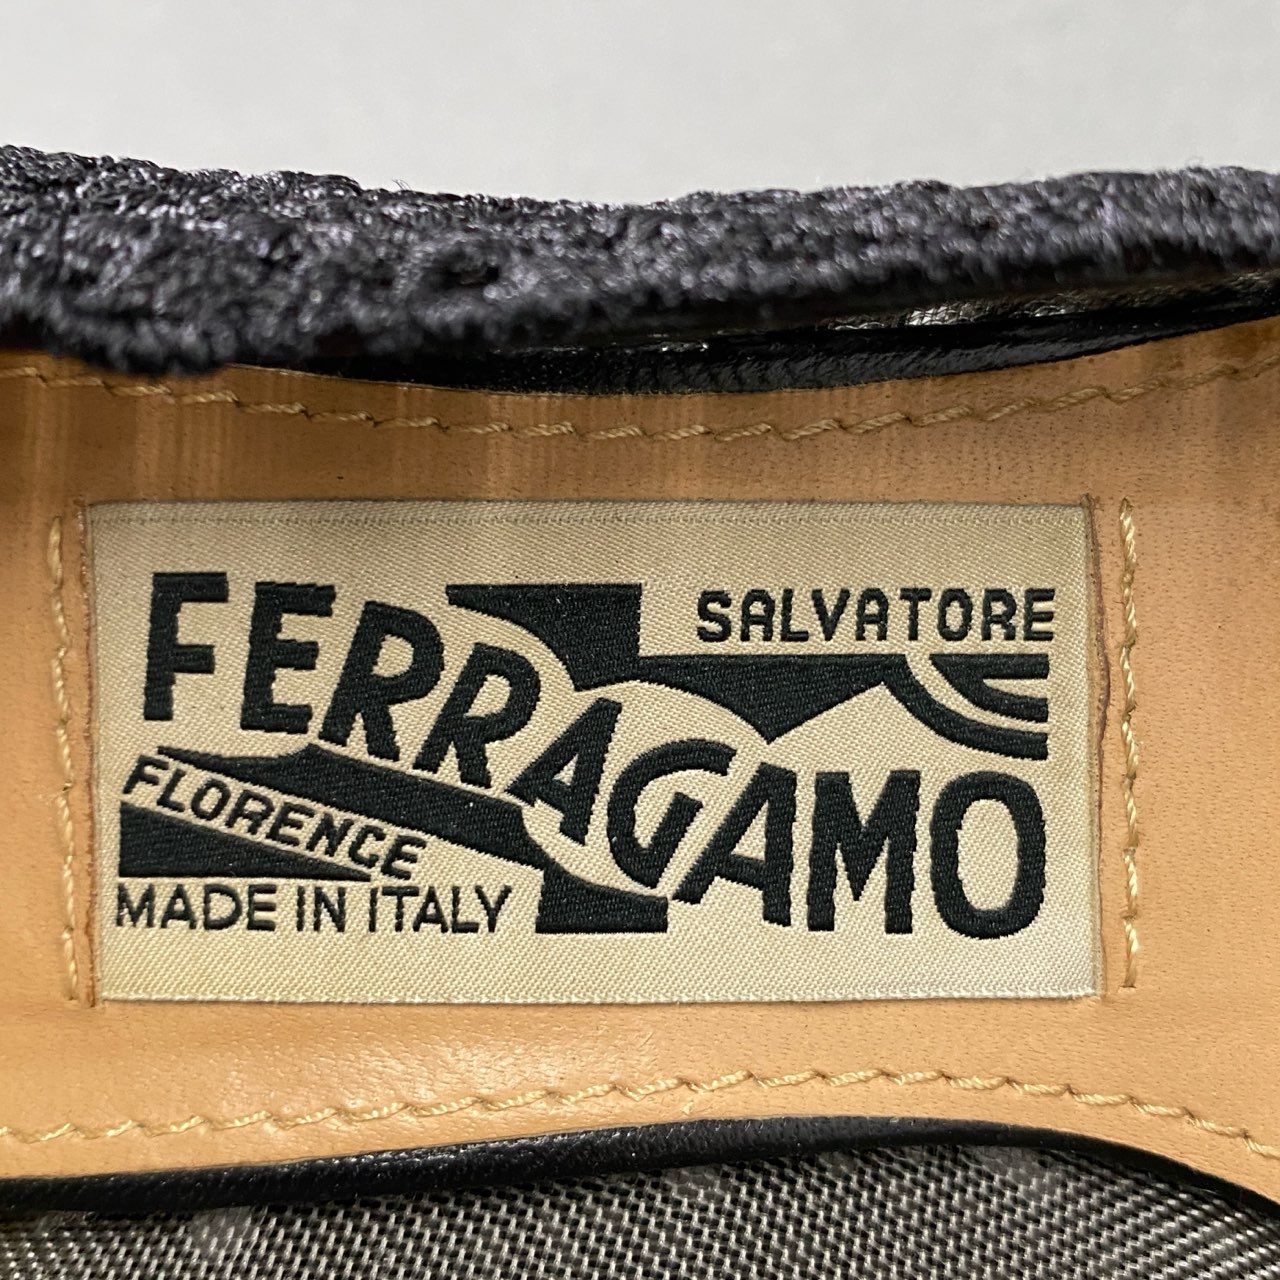 SALVATORE
FERRAGAMO
FLORENCE
MADE IN ITALY